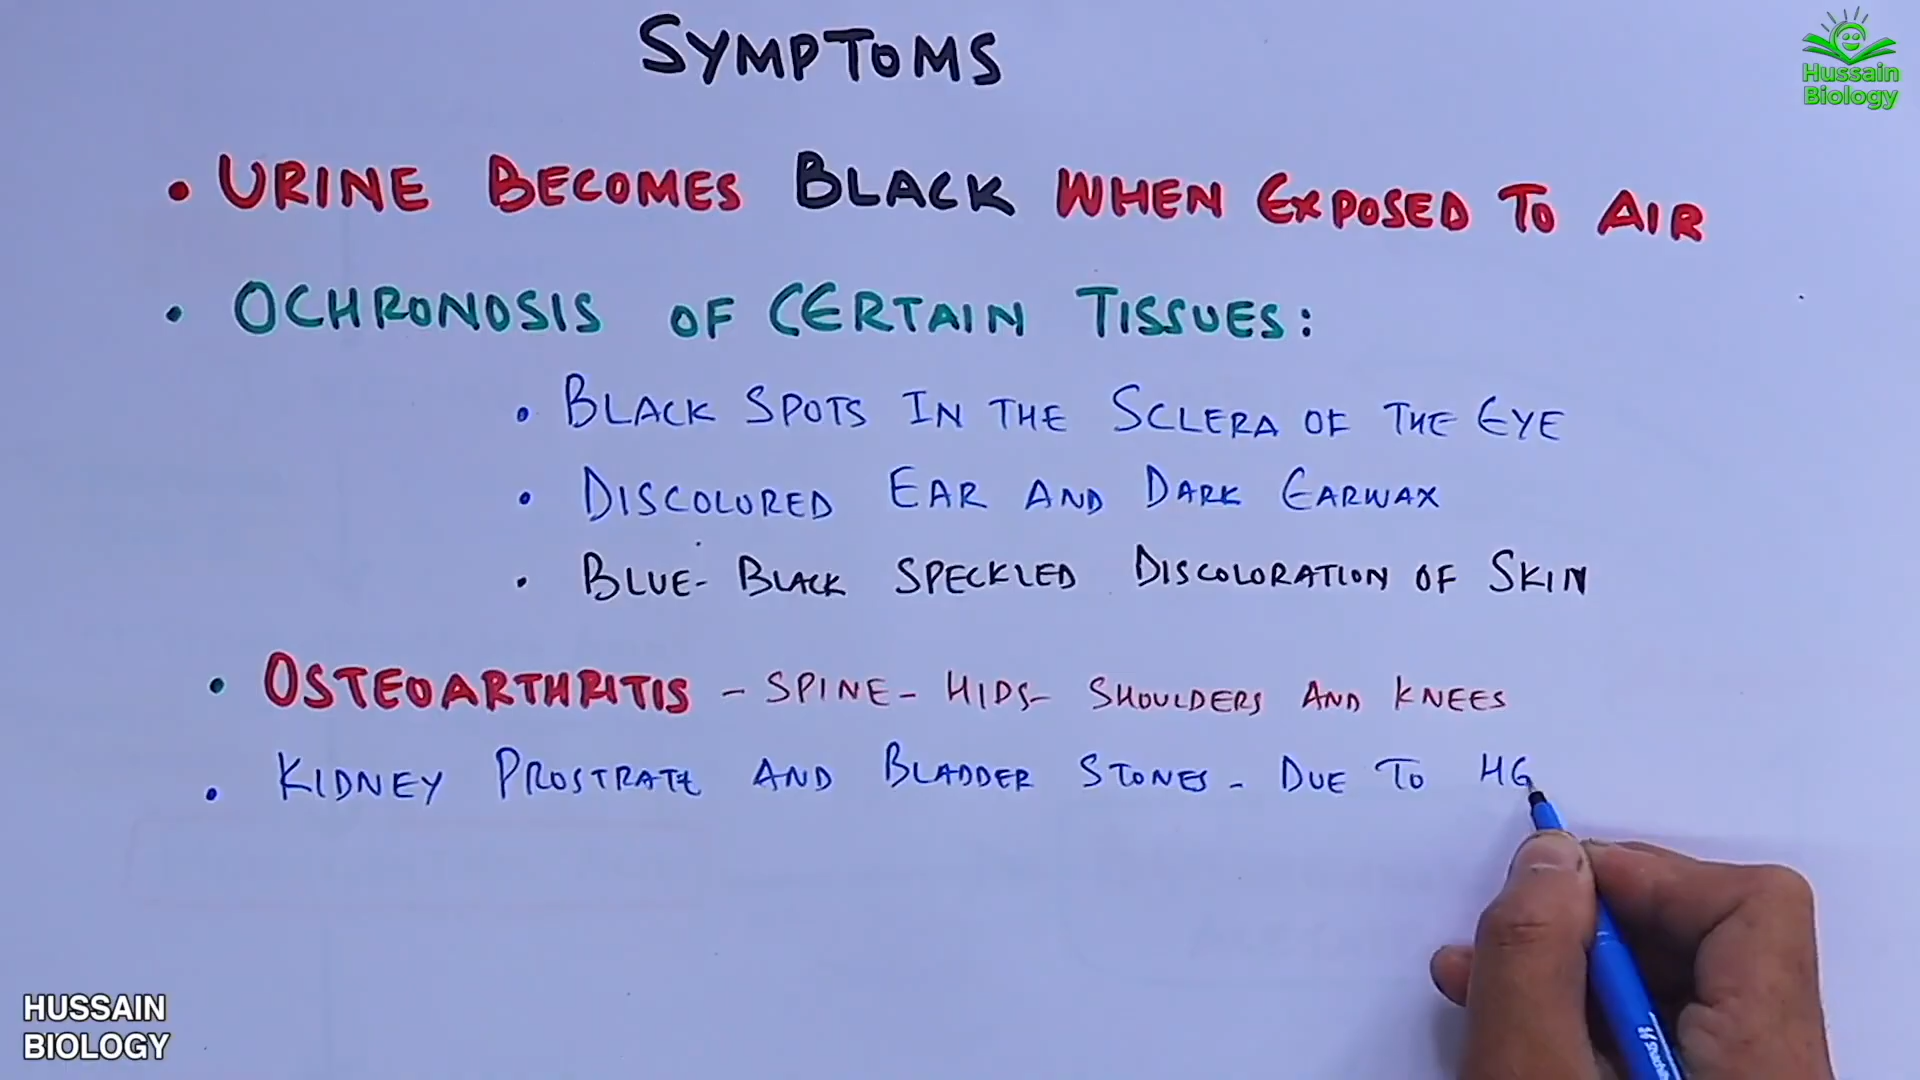 SYMPTOMS
Hussain
Biology
• URINE BECOMES BLACK WHEN EXPOSED TO AIR
• OCHRONOSIS OF CERTAIN TISSUES:
• BLACK SPOTS IN THE SCLERA OF THE EYE
• DISCOLORED EAR AND DARK EARWAX
• BLUE-BLACK SPECKLED DISCOLORATION OF SKIN
• OSTEOARTHRITIS - SPINE - HIDS - SHOULDERS AND KNEES
• KIDNEY PROSTRATE AND BLADDER STONES - DUE TO HG
HUSSAIN
BIOLOGY